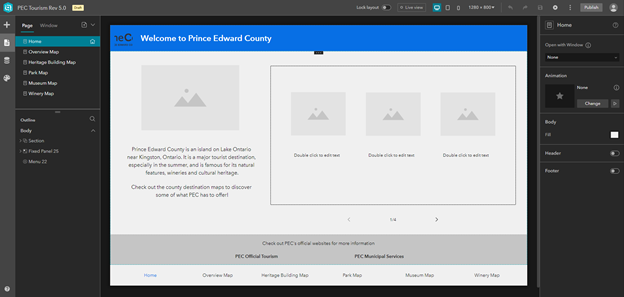 PEC Tourism Rev 5.0
Draft
Lock layout
Live view
1280 × 800
Publish
Page
Window
Home
Overview Map
Heritage Building Map
Park Map
Museum Map
Winery Map
Outline
Body
Section
Fixed Panel 25
Menu 22
PEC
Welcome to Prince Edward County
Prince Edward County is an island on Lake Ontario
near Kingston, Ontario. It is a major tourist destination,
especially in the summer, and is famous for its natural
features, wineries and cultural heritage.
Check out the county destination maps to discover
some of what PEC has to offer!
Double click to edit text
Double click to edit text
Double click to edit text
1/4
Check out PEC's official websites for more information
PEC Official Tourism
PEC Municipal Services
Home
Overview Map
Heritage Building Map
Park Map
Museum Map
Winery Map
Home
Open with Window
None
Animation
None
Change
Body
Fill
Header
Footer